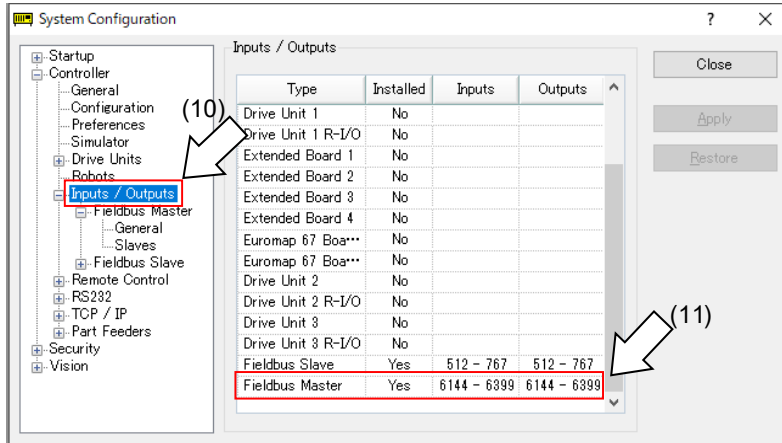 System Configuration
? ×
Startup
Controller
General
Configuration
Preferences
Simulator
Drive Units
Robots
Inputs / Outputs
Fieldbus Master
General
Slaves
Fieldbus Slave
Remote Control
RS232
TCP / IP
Part Feeders
Security
Vision
(10)
Inputs / Outputs
Type Installed Inputs Outputs
Drive Unit 1 No
Drive Unit 1 R-I/O No
Extended Board 1 No
Extended Board 2 No
Extended Board 3 No
Extended Board 4 No
Euromap 67 Boa… No
Euromap 67 Boa… No
Drive Unit 2 No
Drive Unit 2 R-I/O No
Drive Unit 3 No
Drive Unit 3 R-I/O No
Fieldbus Slave Yes 512 - 767 512 - 767
Fieldbus Master Yes 6144 - 6399 6144 - 6399
(11)
Close
Apply
Restore